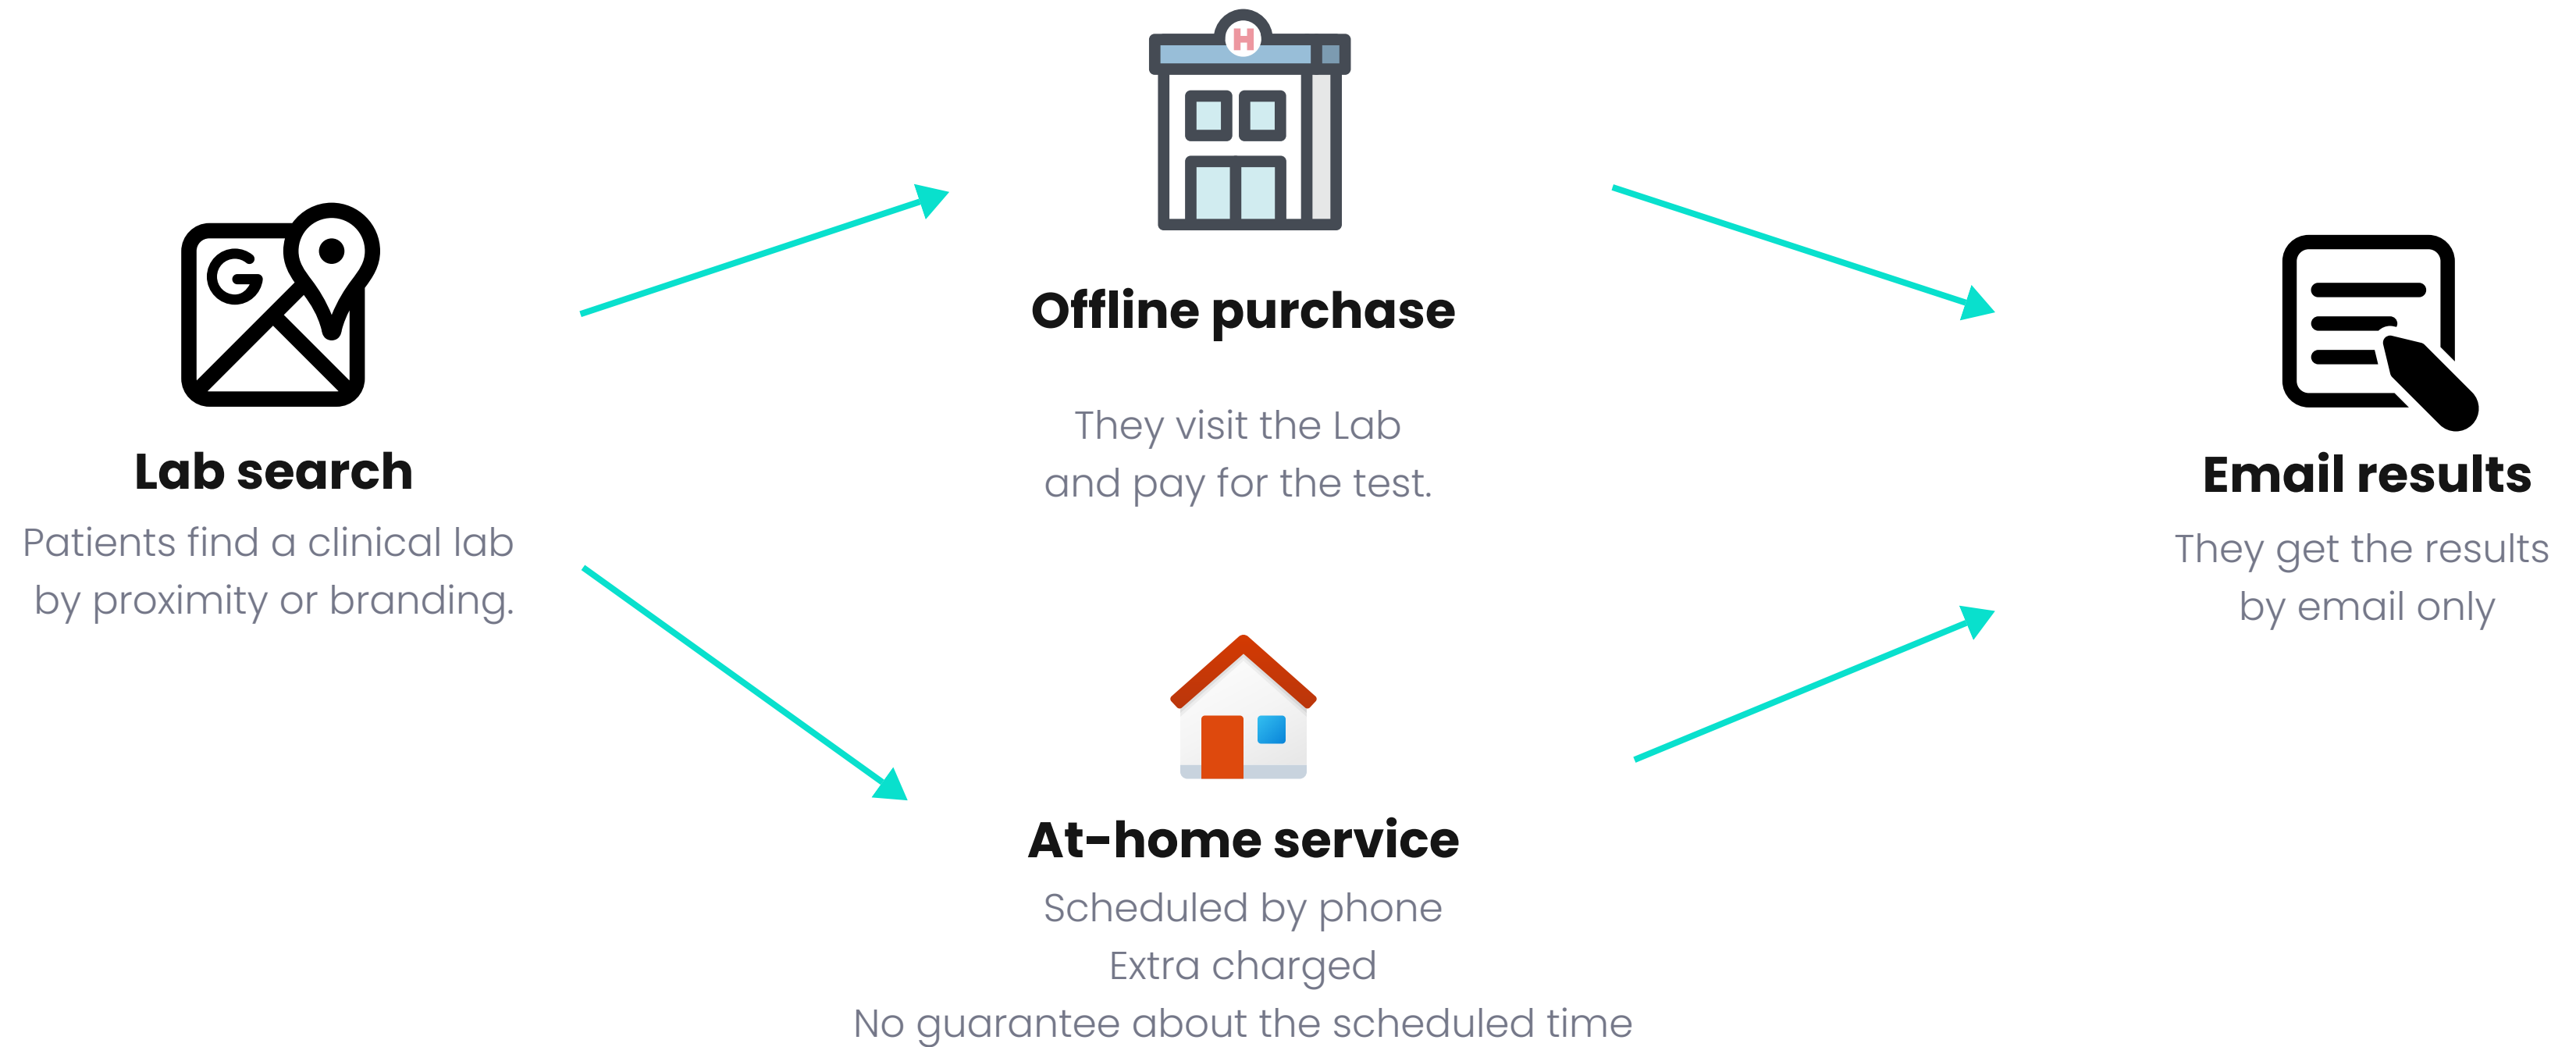 H
G
Offline purchase
They visit the Lab
and pay for the test.
Lab search
Patients find a clinical lab
by proximity or branding.
Email results
They get the results
by email only
At-home service
Scheduled by phone
Extra charged
No guarantee about the scheduled time